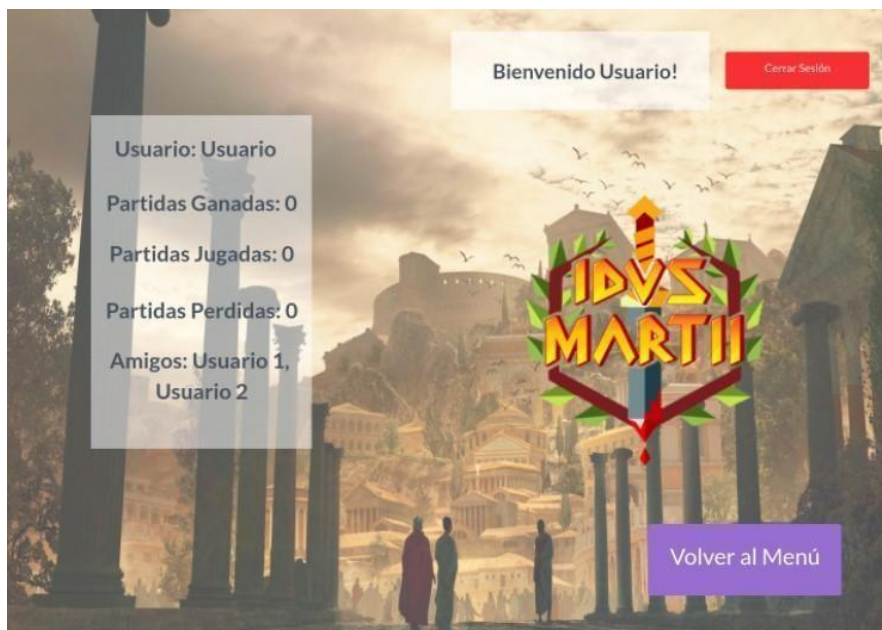 Bienvenido Usuario!
Cerrar Sesión
Usuario: Usuario
Partidas Ganadas: 0
Partidas Jugadas: 0
Partidas Perdidas: 0
Amigos: Usuario 1,
Usuario 2
IDVS
MARTII
Volver al Menú